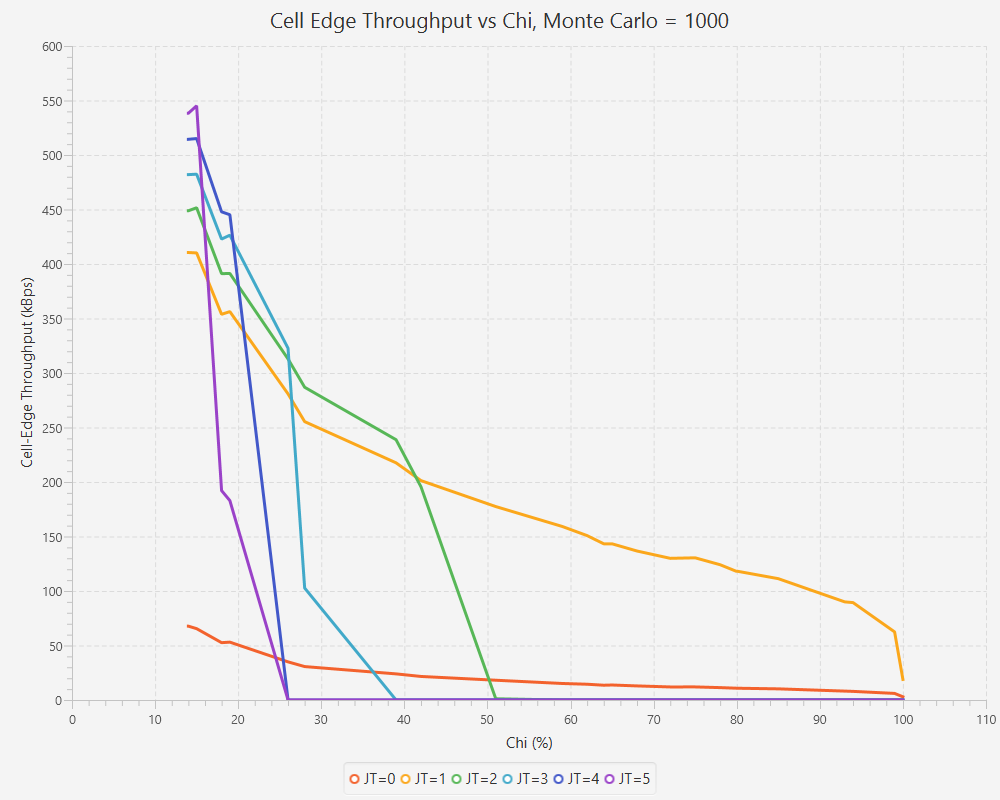 Cell Edge Throughput vs Chi, Monte Carlo = 1000
600
550
500
450
400
350
300
250
200
150
100
50
0
Cell-Edge Throughput (kBps)
0 10 20 30 40 50 60 70 80 90 100 110
Chi (%)
JT=0 JT=1 JT=2 JT=3 JT=4 JT=5